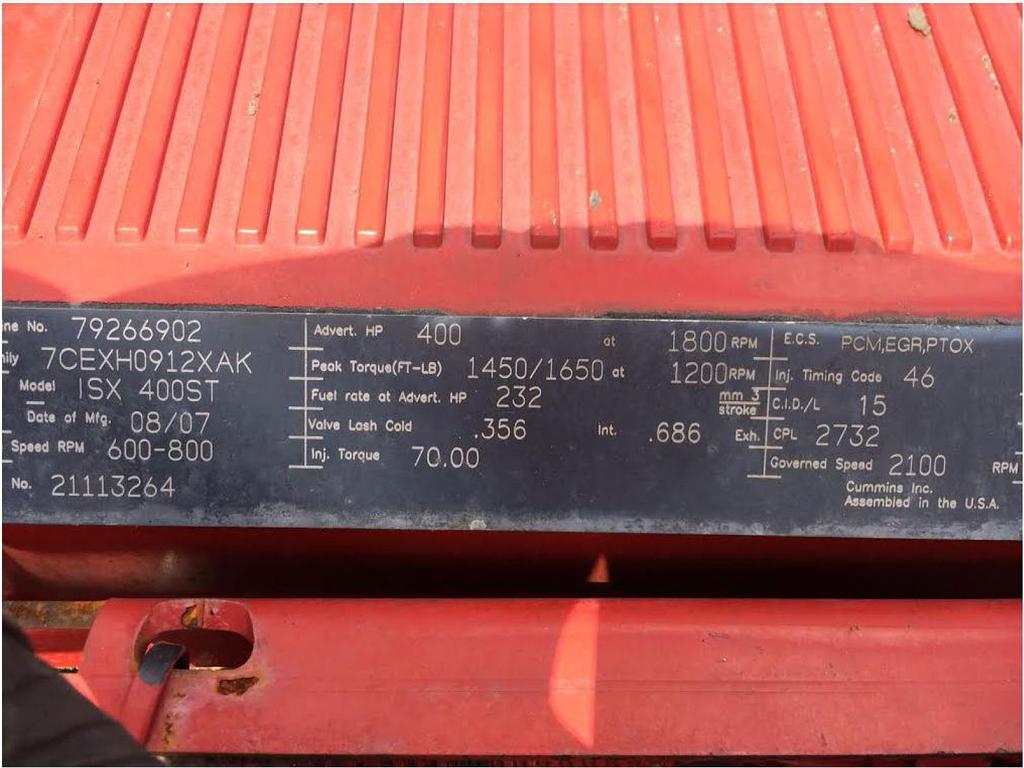 ine No. 79266902
ily 7CEXH0912XAK
Model ISX 400ST
Date of Mfg. 08/07
Speed RPM 600-800
No. 21113264
Advert. HP 400 at 1800 RPM
Peak Torque(FT-LB) 1450/1650 at 1200RPM
Fuel rate at Advert. HP 232 mm 3
stroke
Valve Lash Cold .356 Int. .686 Exh.
Inj. Torque 70.00
E.C.S. PCM,EGR,PTOX
Inj. Timing Code 46
C.I.D./L 15
CPL 2732
Governed Speed 2100 RPM
Cummins Inc.
Assembled in the U.S.A.